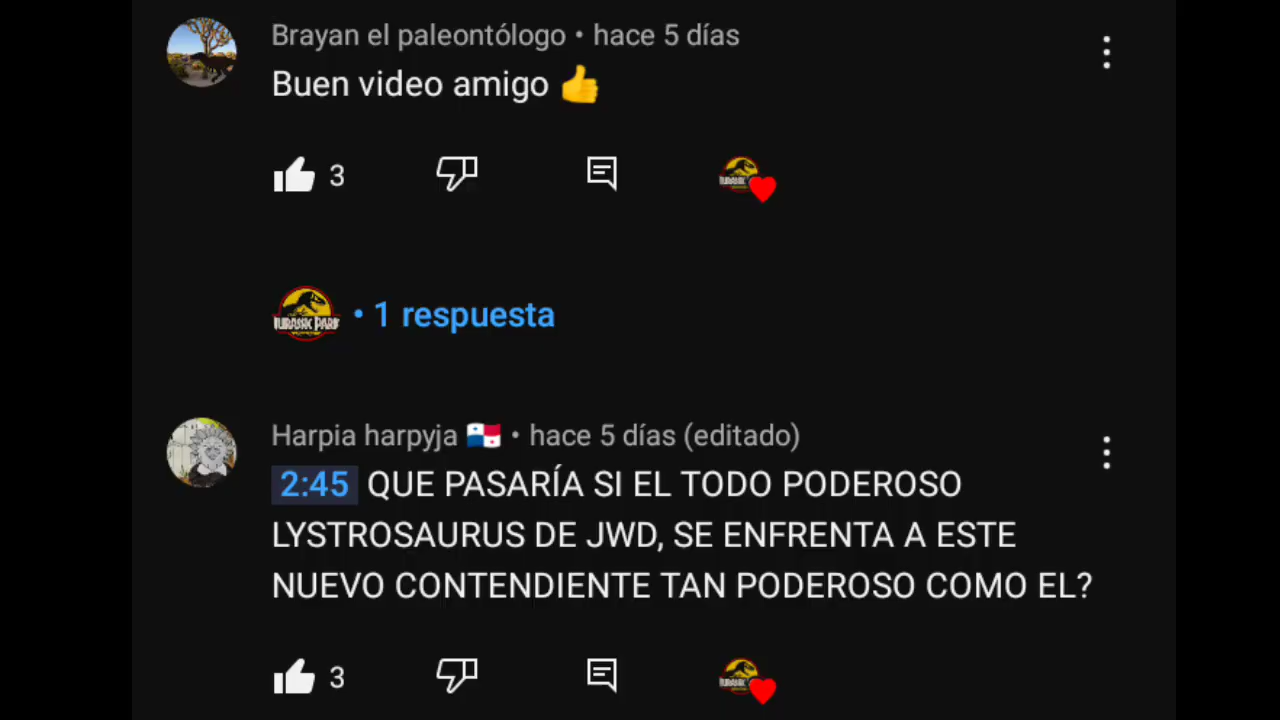 Brayan el paleontólogo • hace 5 días
Buen video amigo 👍
3
JURASSIC PARK • 1 respuesta
Harpia harpyja 🇵🇦 • hace 5 días (editado)
2:45 QUE PASARÍA SI EL TODO PODEROSO
LYSTROSAURUS DE JWD, SE ENFRENTA A ESTE
NUEVO CONTENDIENTE TAN PODEROSO COMO EL?
3